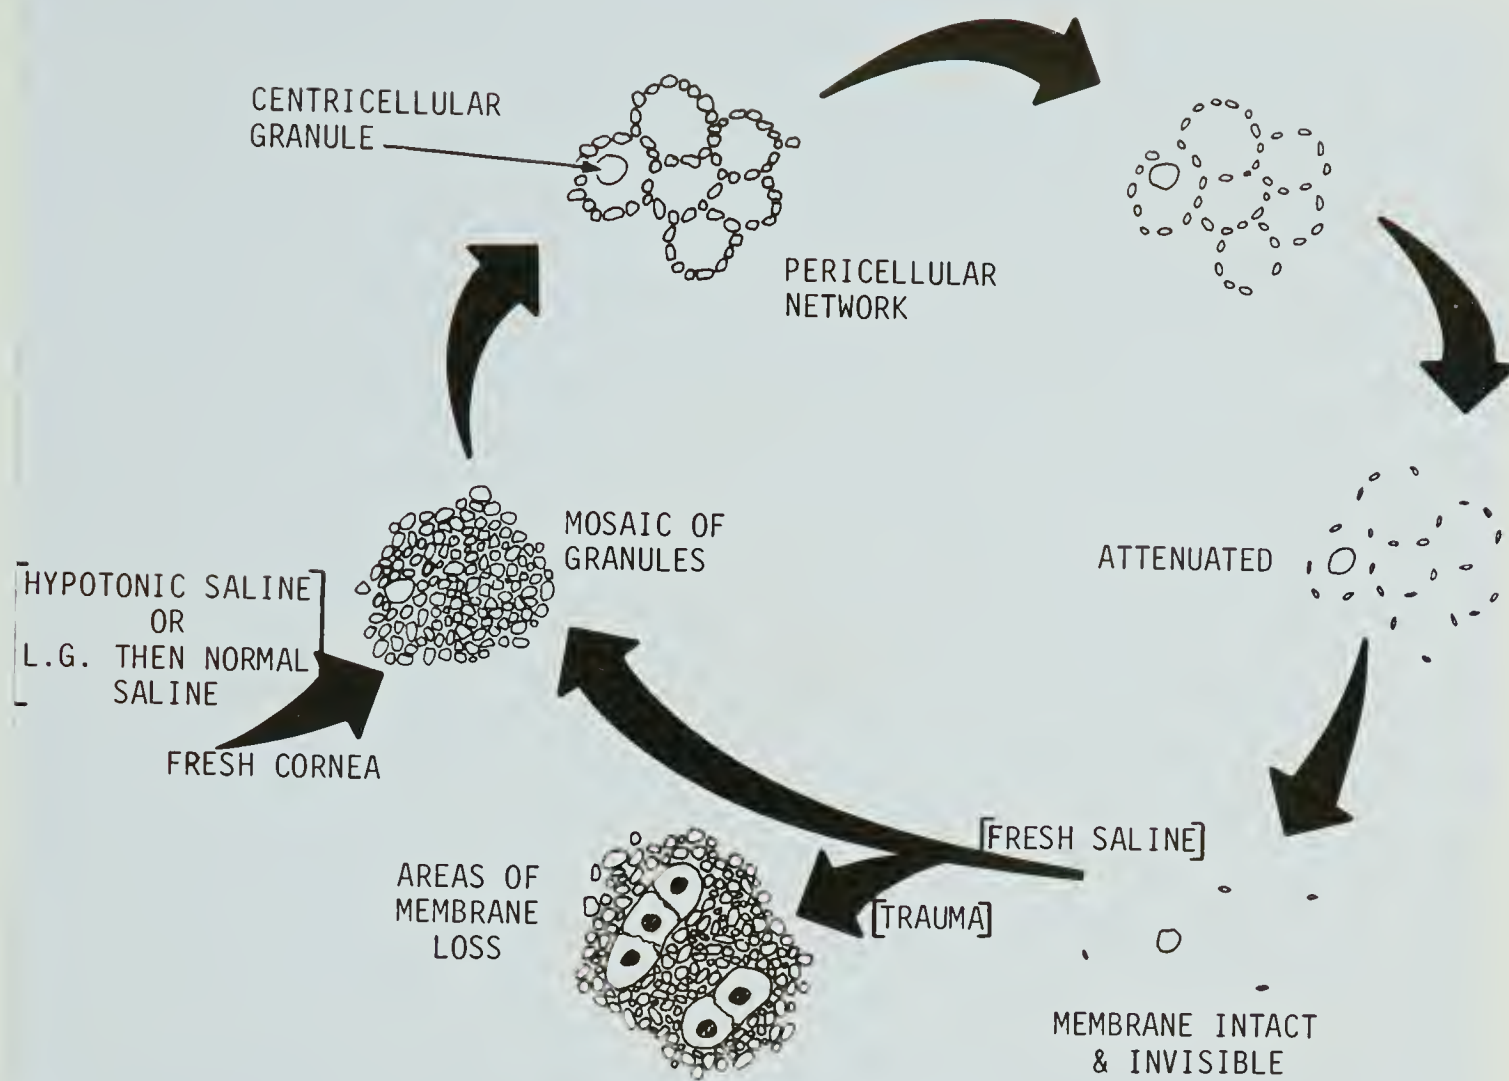 CENTRICELLULAR
GRANULE
PERICELLULAR
NETWORK
MOSAIC OF
GRANULES
ATTENUATED
[HYPOTONIC SALINE
OR
L.G. THEN NORMAL
SALINE]
FRESH CORNEA
[FRESH SALINE]
[TRAUMA]
AREAS OF
MEMBRANE
LOSS
MEMBRANE INTACT
& INVISIBLE